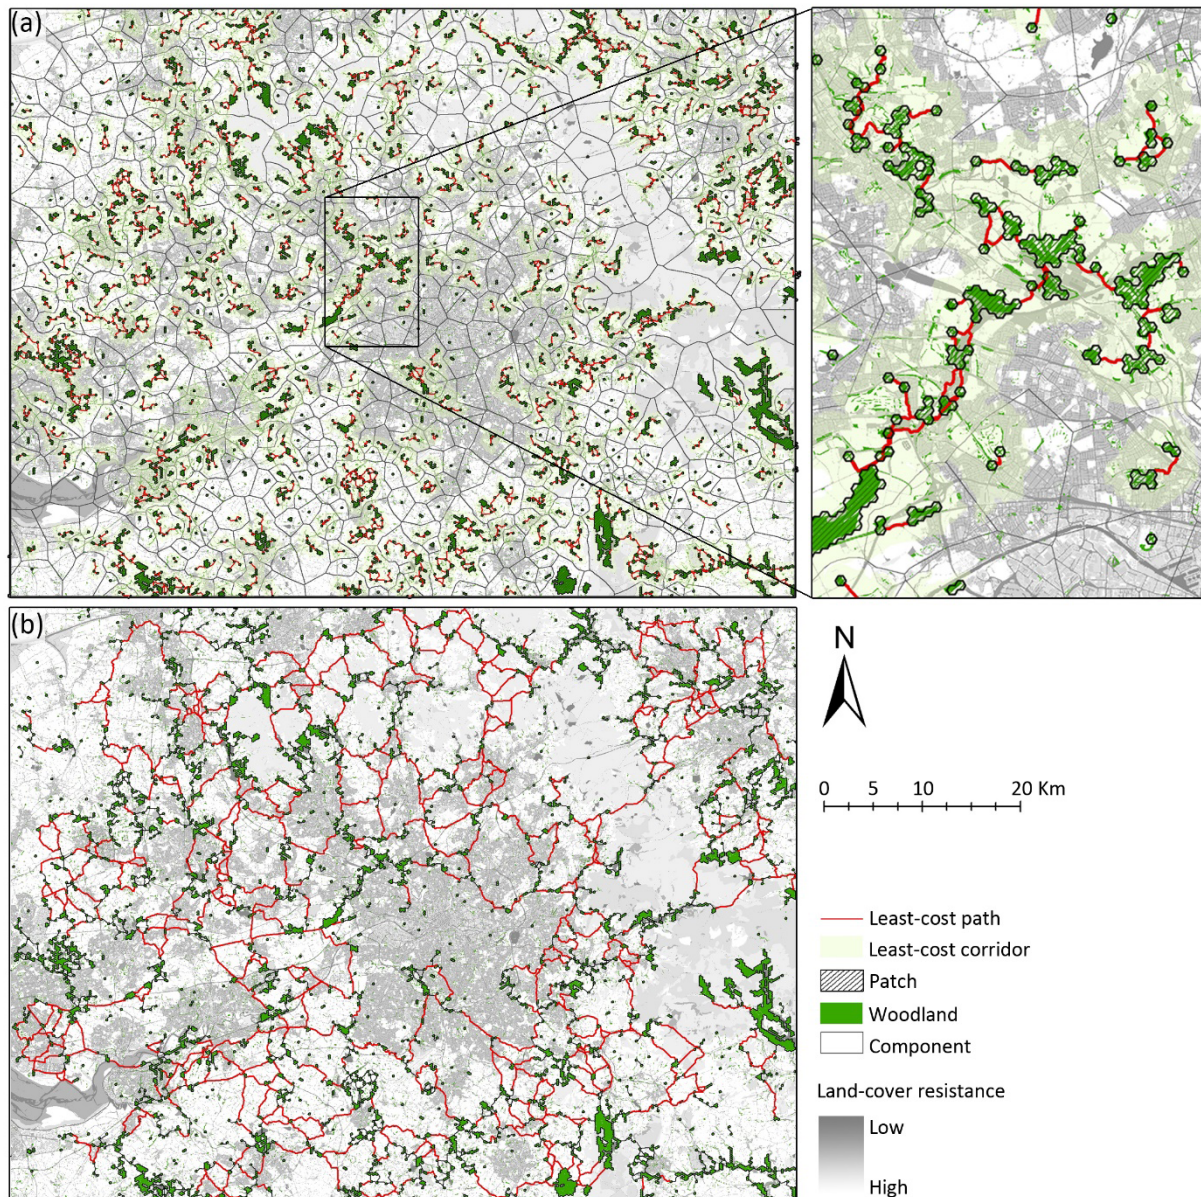 (a)
(b)
N
0 5 10 20 Km
Least-cost path
Least-cost corridor
Patch
Woodland
Component
Land-cover resistance
Low
High